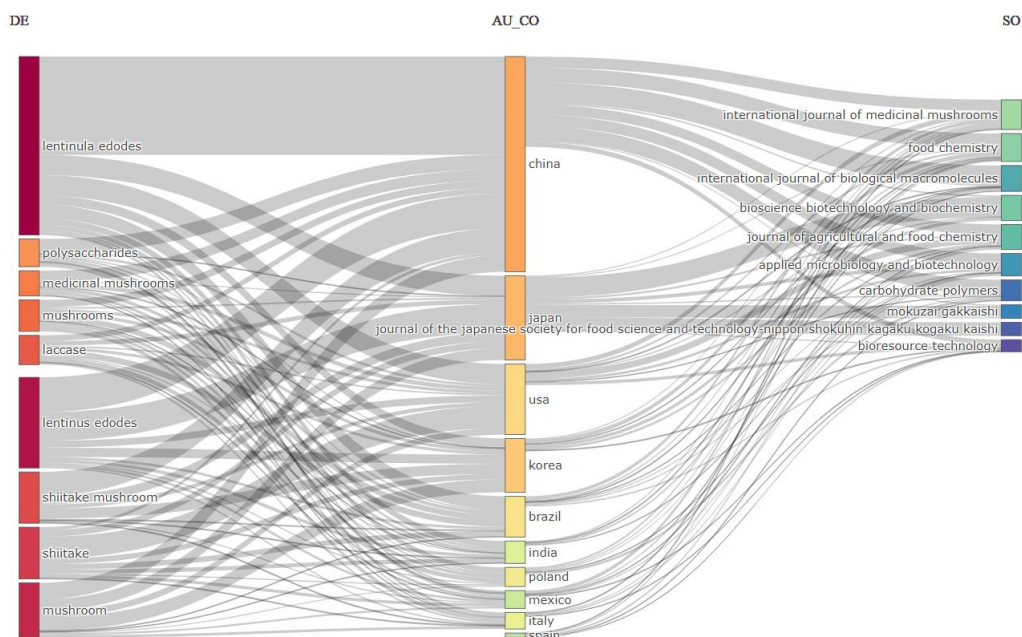 DE AU_CO SO
lentinula edodes
polysaccharides
medicinal mushrooms
mushrooms
laccase
lentinus edodes
shiitake mushroom
shiitake
mushroom
china
japan
usa
korea
brazil
india
poland
mexico
italy
spain
international journal of medicinal mushrooms
food chemistry
international journal of biological macromolecules
bioscience biotechnology and biochemistry
journal of agricultural and food chemistry
applied microbiology and biotechnology
carbohydrate polymers
mokuzai gakkaishi
journal of the japanese society for food science and technology-nippon shokuhin kagaku kogaku kaishi
bioresource technology